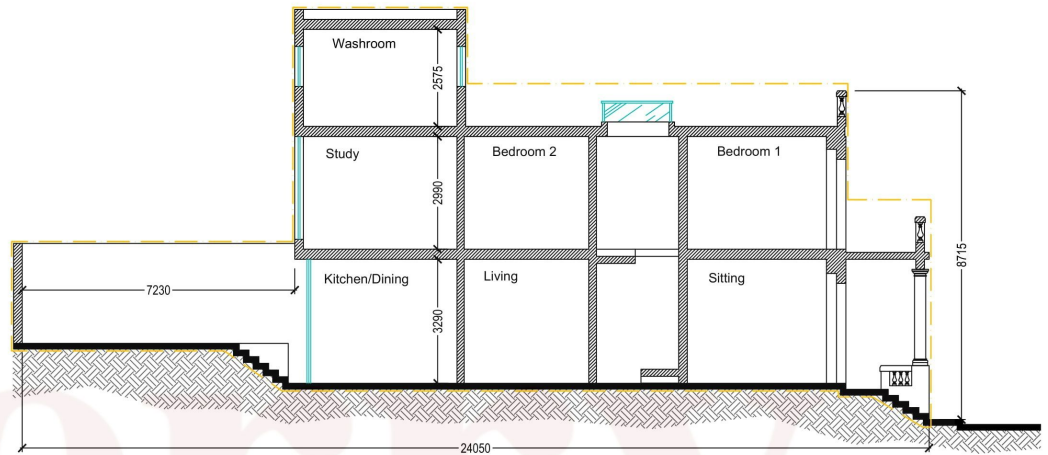 Washroom
2575
Study
Bedroom 2
Bedroom 1
2990
8715
7230
Kitchen/Dining
Living
Sitting
3290
24050